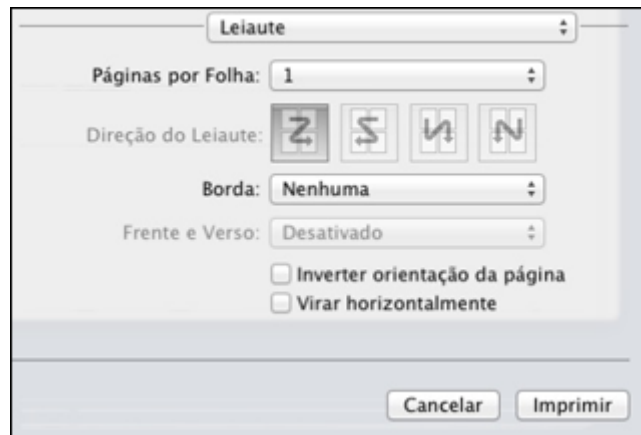 Leiaute
Páginas por Folha: 1
Direção do Leiaute:
Borda: Nenhuma
Frente e Verso: Desativado
Inverter orientação da página
Virar horizontalmente
Cancelar Imprimir